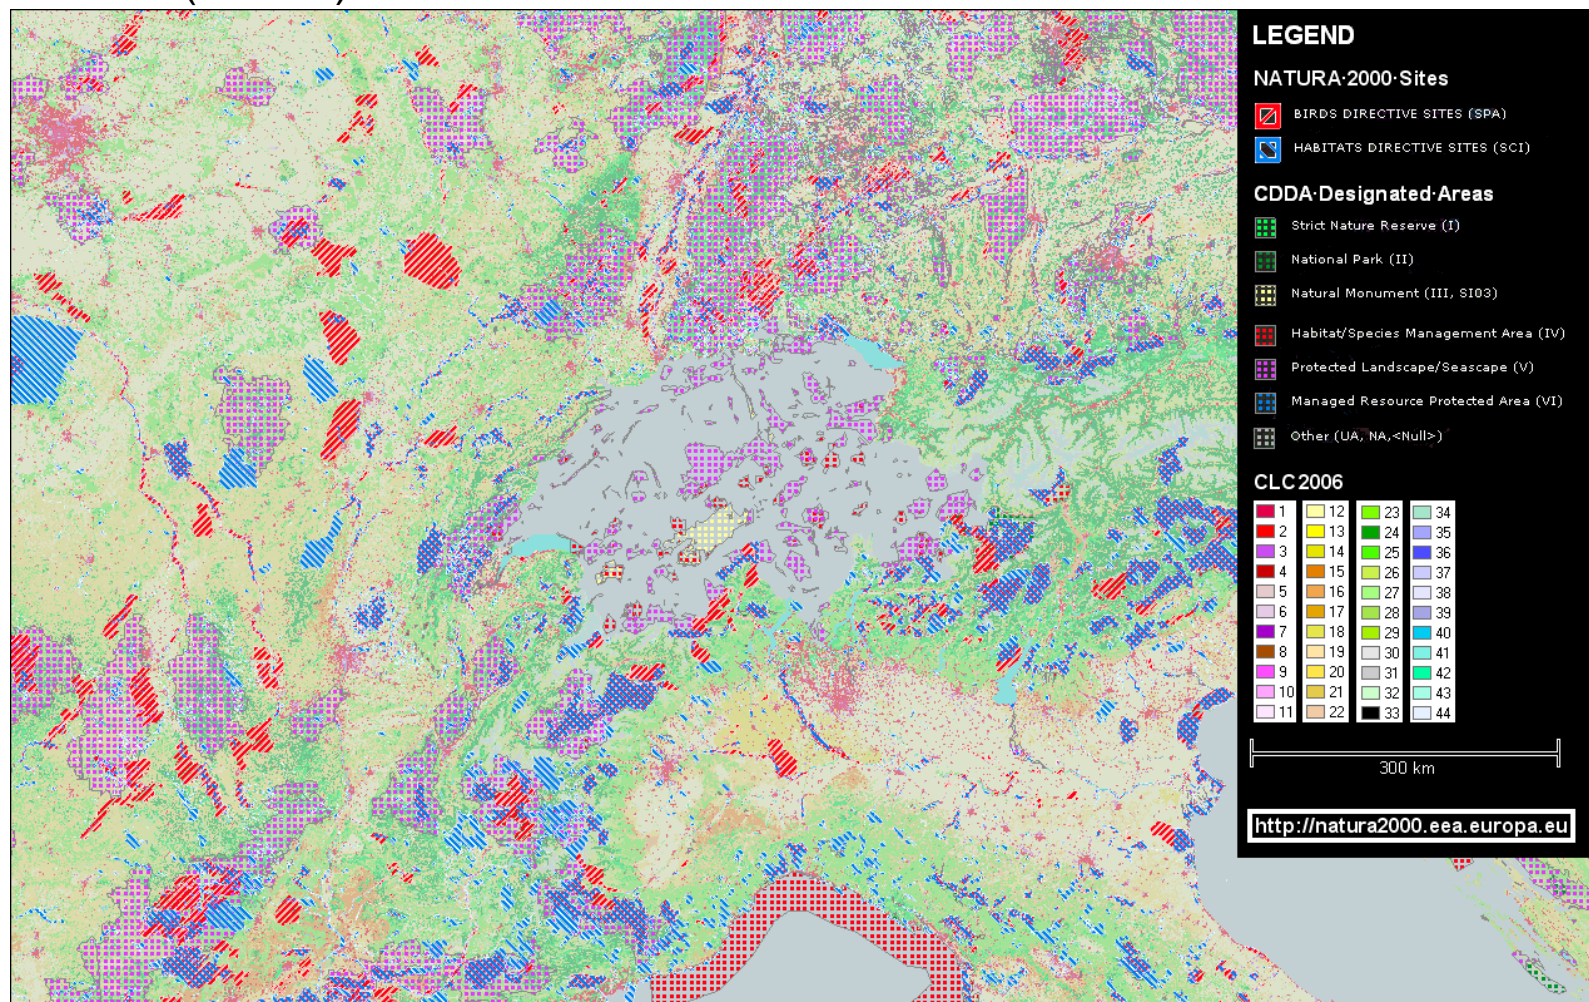 LEGEND
NATURA·2000·Sites
BIRDS DIRECTIVE SITES (SPA)
HABITATS DIRECTIVE SITES (SCI)
CDDA·Designated·Areas
Strict Nature Reserve (I)
National Park (II)
Natural Monument (III, SI03)
Habitat/Species Management Area (IV)
Protected Landscape/Seascape (V)
Managed Resource Protected Area (VI)
Other (UA, NA,<Null>)
CLC2006
1 12 23 34
2 13 24 35
3 14 25 36
4 15 26 37
5 16 27 38
6 17 28 39
7 18 29 40
8 19 30 41
9 20 31 42
10 21 32 43
11 22 33 44
300 km
http://natura2000.eea.europa.eu